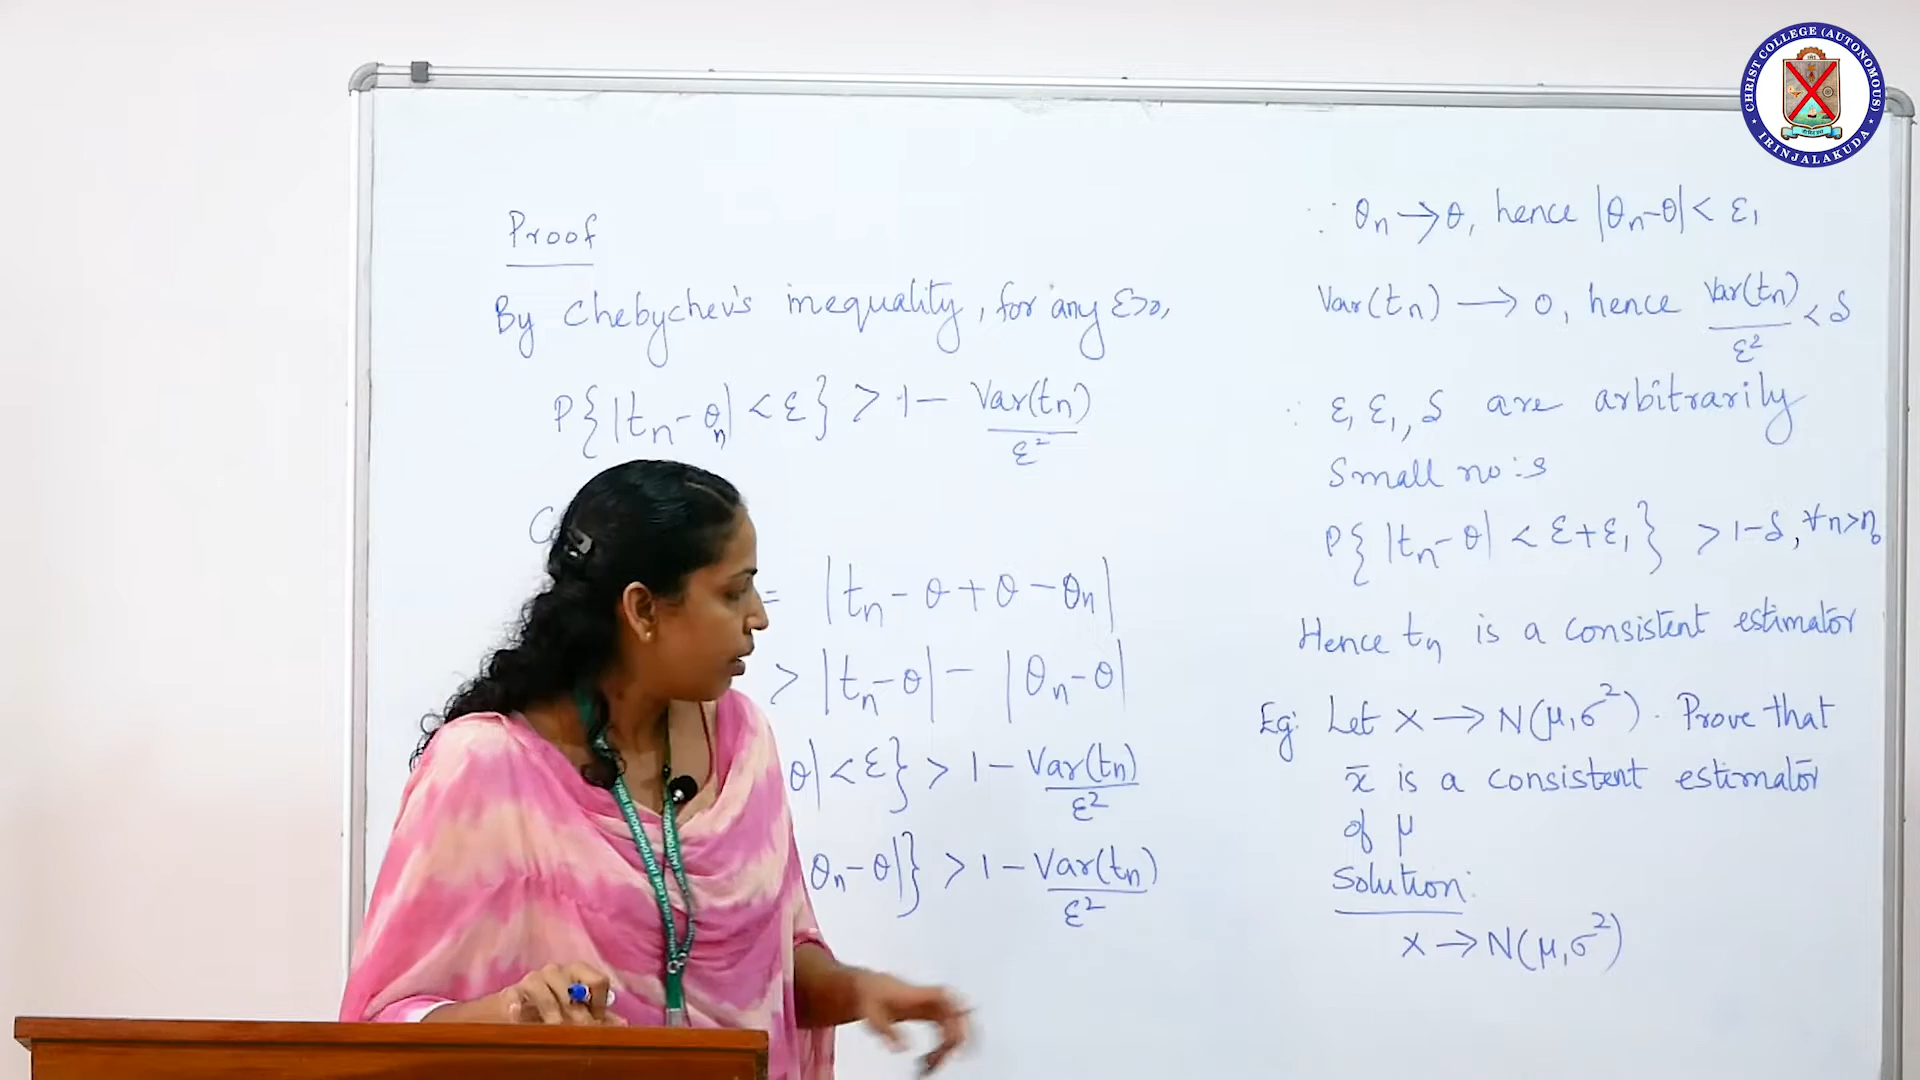 Proof
By Chebychev's inequality, for any ε>0,
P{|tn - θn| < ε} > 1 - Var(tn)/ε²
= |tn - θ + θ - θn|
> |tn - θ| - |θn - θ|
θ| < ε} > 1 - Var(tn)/ε²
θn - θ|} > 1 - Var(tn)/ε²
∵ θn → θ, hence |θn - θ| < ε1
Var(tn) → 0, hence Var(tn)/ε² < δ
∵ ε, ε1, δ are arbitrarily
Small no:s
P{|tn - θ| < ε + ε1} > 1 - δ, ∀ n > n0
Hence tn is a consistent estimator
Eg: Let X → N(μ, σ²). Prove that
x̄ is a consistent estimator
of μ
Solution:
X → N(μ, σ²)
CHRIST COLLEGE (AUTONOMOUS)
IRINJALAKUDA